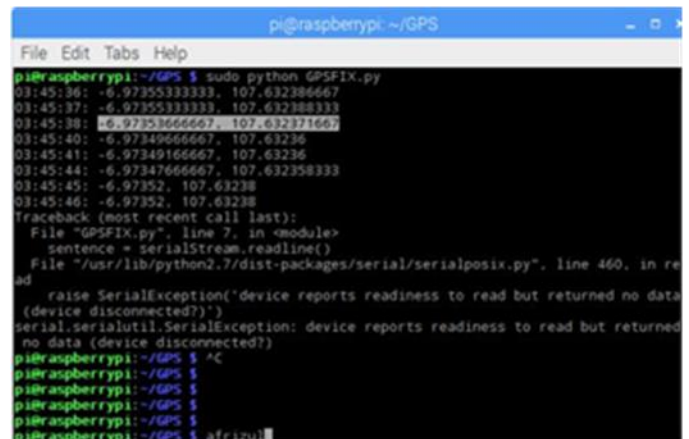 pi@raspberrypi: ~/GPS
File Edit Tabs Help
pi@raspberrypi:~/GPS $ sudo python GPSFIX.py
03:45:36: -6.97355333333, 107.632386667
03:45:37: -6.97355333333, 107.632388333
03:45:38: -6.97353666667, 107.632371667
03:45:40: -6.97349666667, 107.63236
03:45:41: -6.97349166667, 107.63236
03:45:44: -6.97347666667, 107.632358333
03:45:45: -6.97352, 107.63238
03:45:46: -6.97352, 107.63238
Traceback (most recent call last):
File "GPSFIX.py", line 7, in <module>
sentence = serialStream.readline()
File "/usr/lib/python2.7/dist-packages/serial/serialposix.py", line 460, in re
ad
raise SerialException('device reports readiness to read but returned no data
(device disconnected?)')
serial.serialutil.SerialException: device reports readiness to read but returned
no data (device disconnected?)
pi@raspberrypi:~/GPS $ ^C
pi@raspberrypi:~/GPS $
pi@raspberrypi:~/GPS $
pi@raspberrypi:~/GPS $
pi@raspberrypi:~/GPS $
pi@raspberrypi:~/GPS $ afrizul